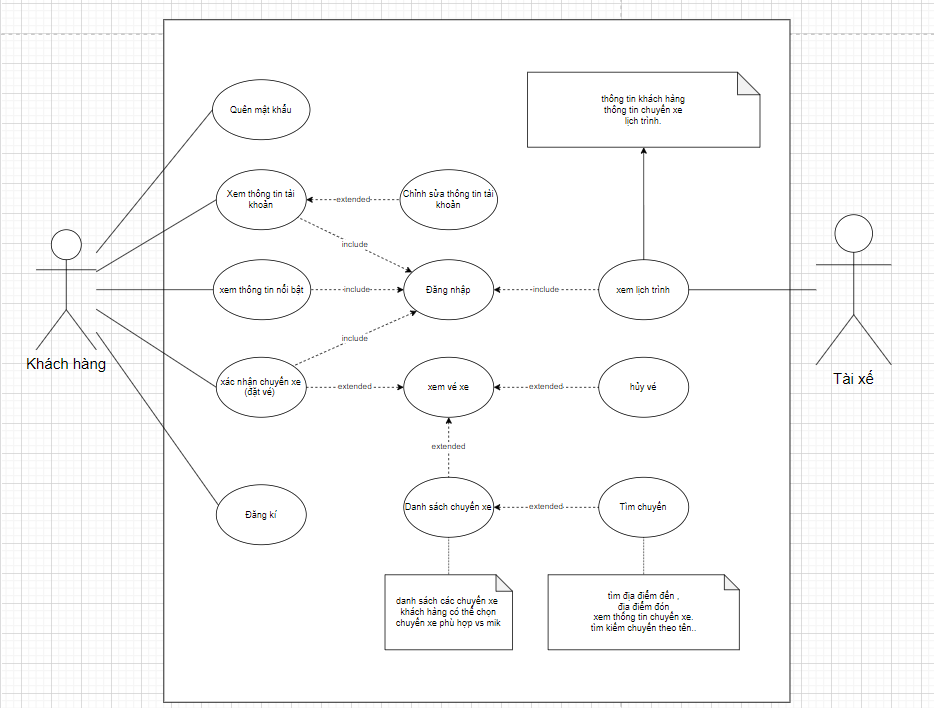 Quên mật khẩu
thông tin khách hàng
thông tin chuyến xe
lịch trình.
Xem thông tin tài
khoản
extended
Chỉnh sửa thông tin tài
khoản
include
xem thông tin nổi bật
include
Đăng nhập
include
xem lịch trình
Khách hàng
Tài xế
include
xác nhận chuyến xe
(đặt vé)
extended
xem vé xe
extended
hủy vé
extended
Đăng kí
Danh sách chuyến xe
extended
Tìm chuyến
danh sách các chuyến xe
khách hàng có thể chọn
chuyến xe phù hợp vs mik
tìm địa điểm đến ,
địa điểm đón
xem thông tin chuyến xe.
tìm kiếm chuyến theo tên..